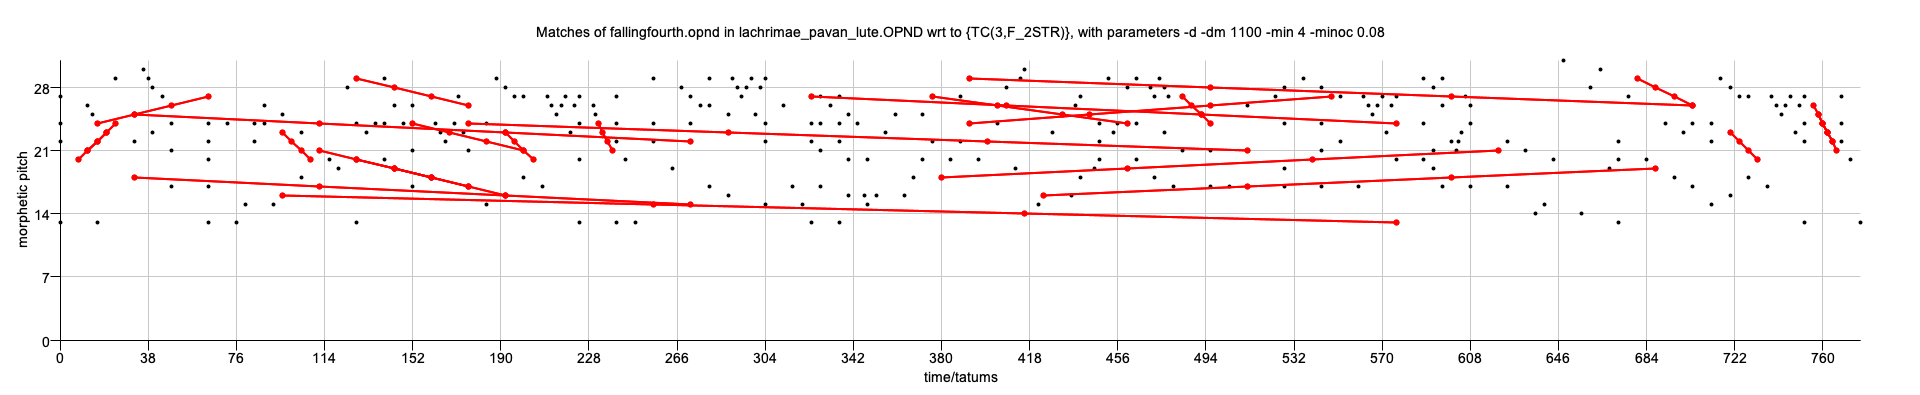 Matches of fallingfourth.opnd in lachrimae_pavan_lute.OPND wrt to {TC(3,F_2STR)}, with parameters -d -dm 1100 -min 4 -minoc 0.08
morphetic pitch
28
21
14
7
0
0 38 76 114 152 190 228 266 304 342 380 418 456 494 532 570 608 646 684 722 760
time/tatums